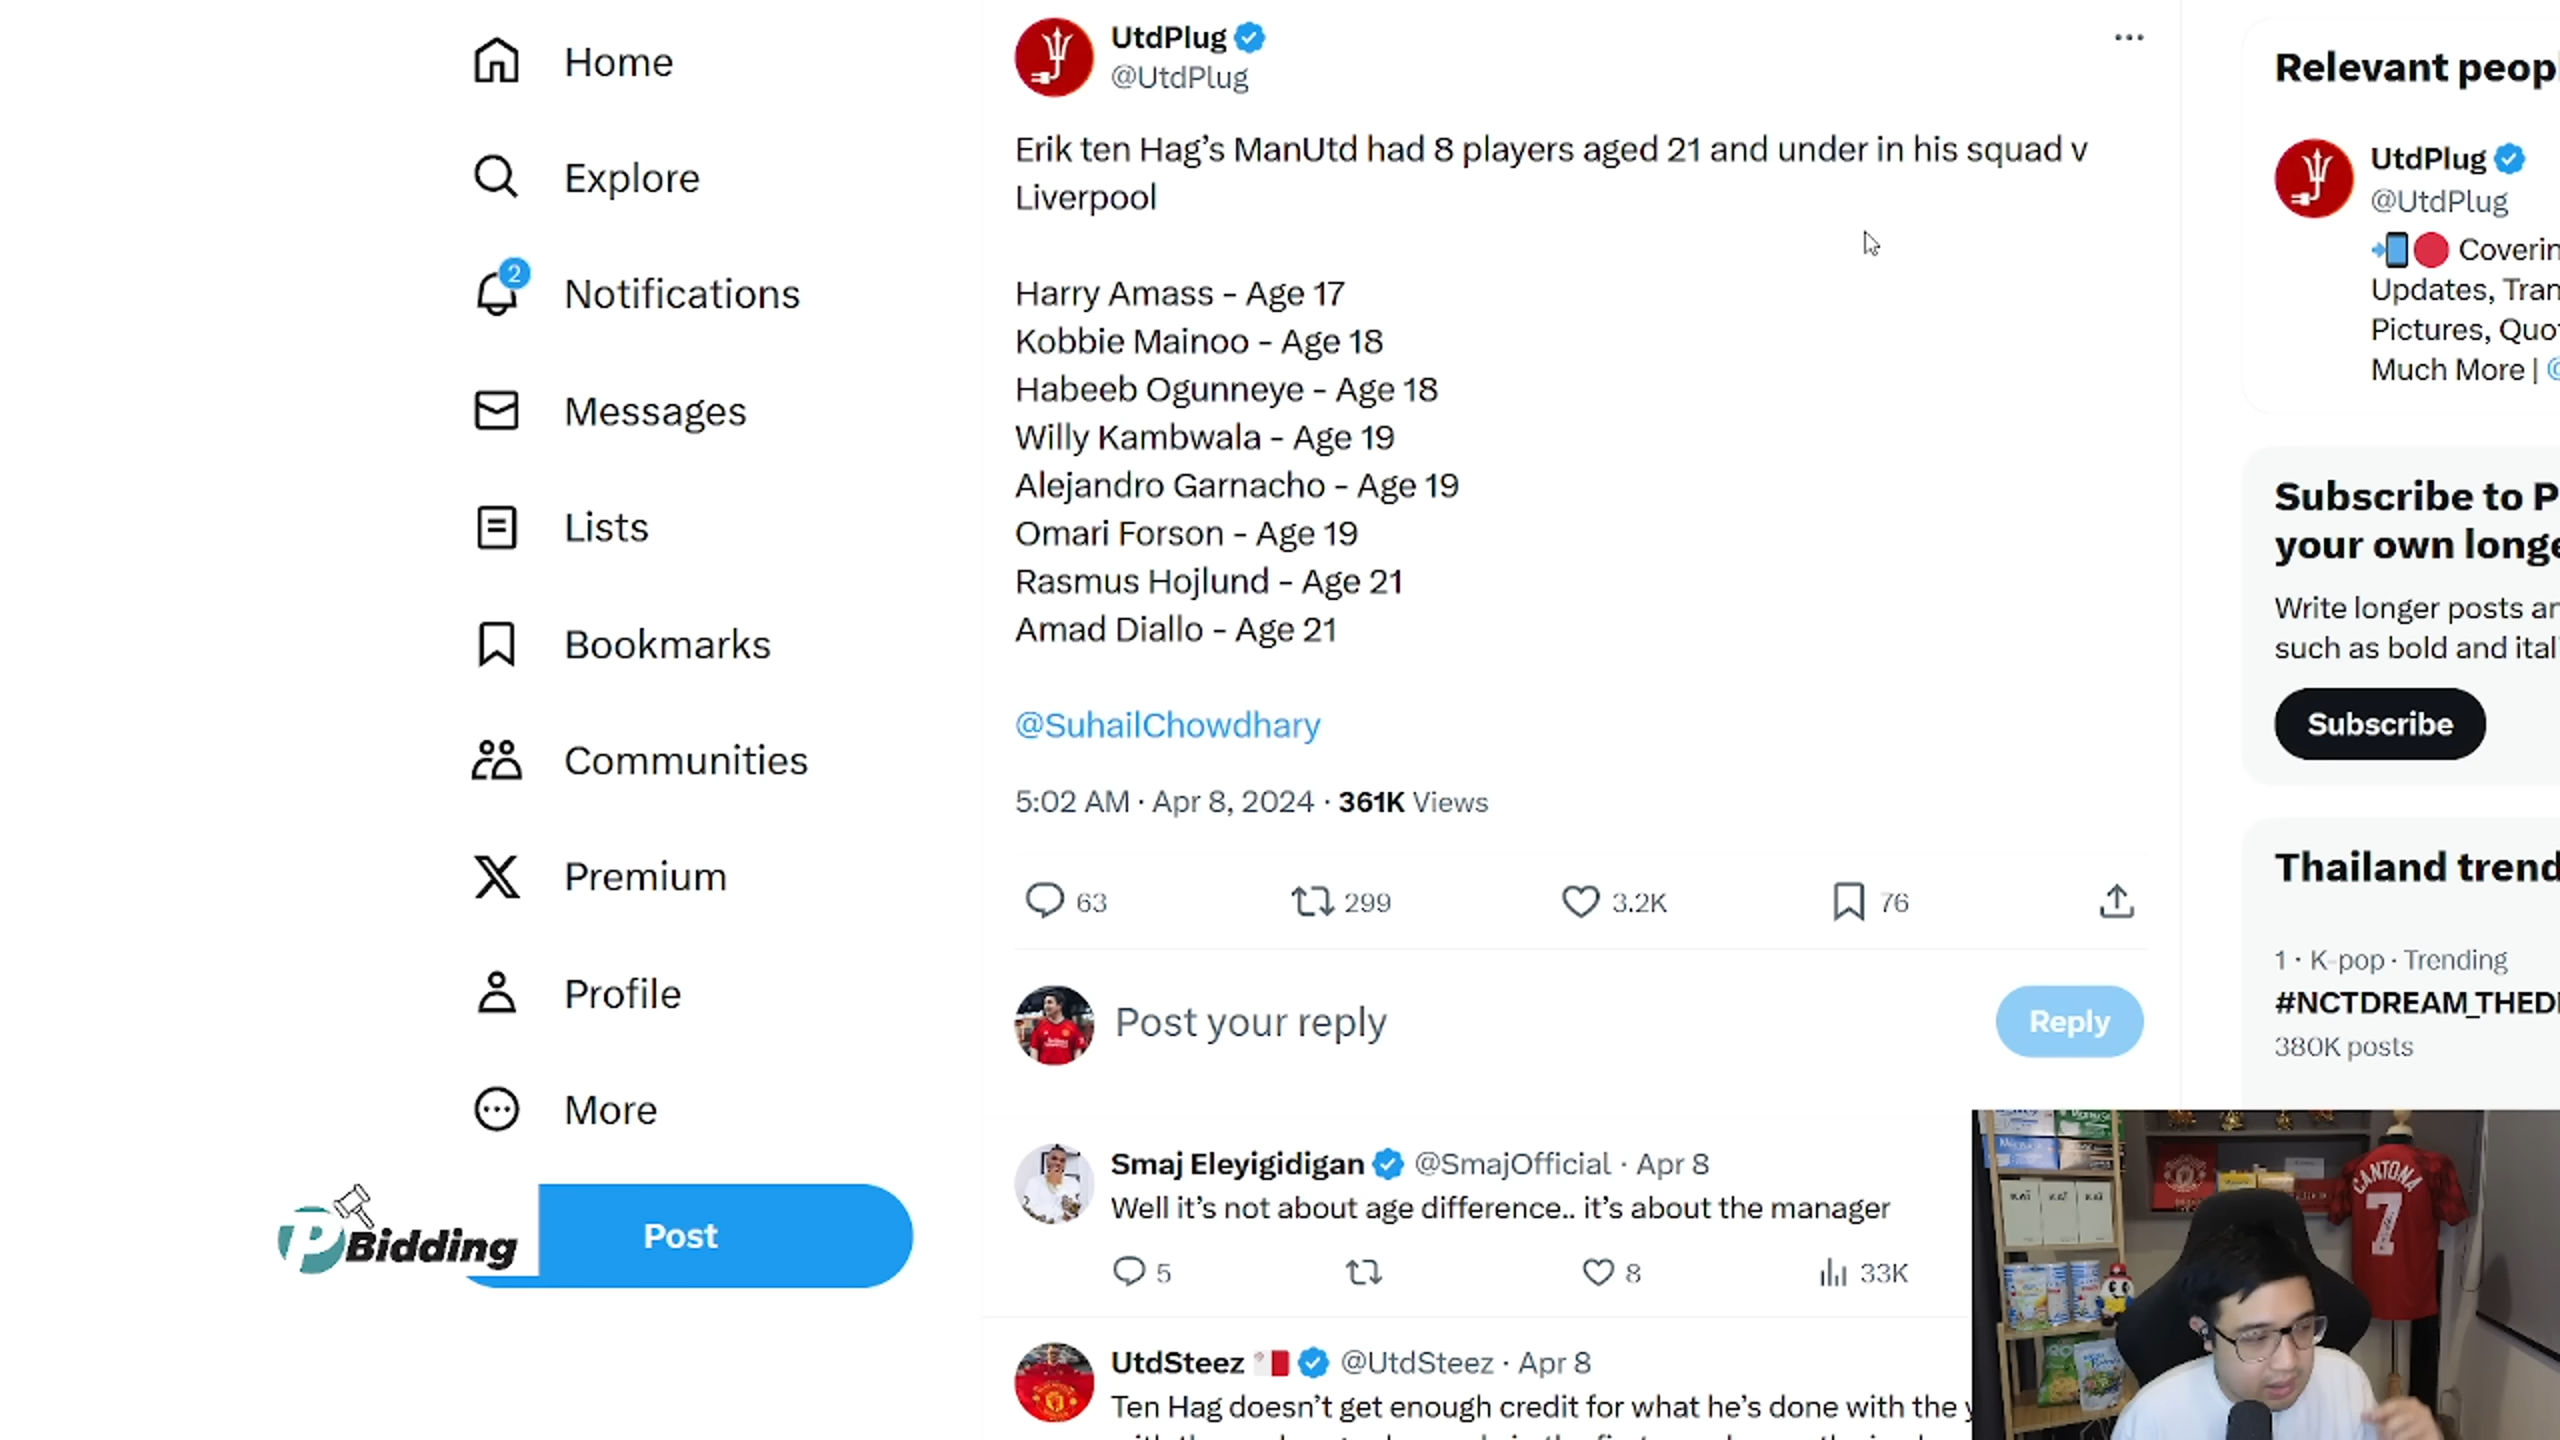 Home
Explore
2
Notifications
Messages
Lists
Bookmarks
Communities
Premium
Profile
More
Post
P Bidding
UtdPlug
@UtdPlug
Erik ten Hag’s ManUtd had 8 players aged 21 and under in his squad v
Liverpool
Harry Amass - Age 17
Kobbie Mainoo - Age 18
Habeeb Ogunneye - Age 18
Willy Kambwala - Age 19
Alejandro Garnacho - Age 19
Omari Forson - Age 19
Rasmus Hojlund - Age 21
Amad Diallo - Age 21
@SuhailChowdhary
5:02 AM · Apr 8, 2024 · 361K Views
63 299 3.2K 76
Post your reply
Reply
Smaj Eleyigidigan @SmajOfficial · Apr 8
Well it’s not about age difference.. it’s about the manager
5 8 33K
UtdSteez @UtdSteez · Apr 8
Ten Hag doesn’t get enough credit for what he’s done with the
Relevant peop
UtdPlug
@UtdPlug
Coverin
Updates, Tran
Pictures, Quo
Much More |
Subscribe to P
your own longe
Write longer posts an
such as bold and ital
Subscribe
Thailand trend
1 · K-pop · Trending
#NCTDREAM_THED
380K posts
CANTONA
7